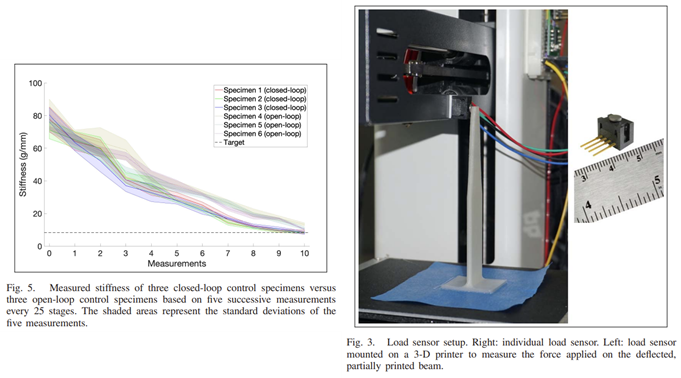 100
80
60
40
20
0
Stiffness (g/mm)
0 1 2 3 4 5 6 7 8 9 10
Measurements
Specimen 1 (closed-loop)
Specimen 2 (closed-loop)
Specimen 3 (closed-loop)
Specimen 4 (open-loop)
Specimen 5 (open-loop)
Specimen 6 (open-loop)
Target
Fig. 5. Measured stiffness of three closed-loop control specimens versus
three open-loop control specimens based on five successive measurements
every 25 stages. The shaded areas represent the standard deviations of the
five measurements.
3 4 5
4 5
Fig. 3. Load sensor setup. Right: individual load sensor. Left: load sensor
mounted on a 3-D printer to measure the force applied on the deflected,
partially printed beam.